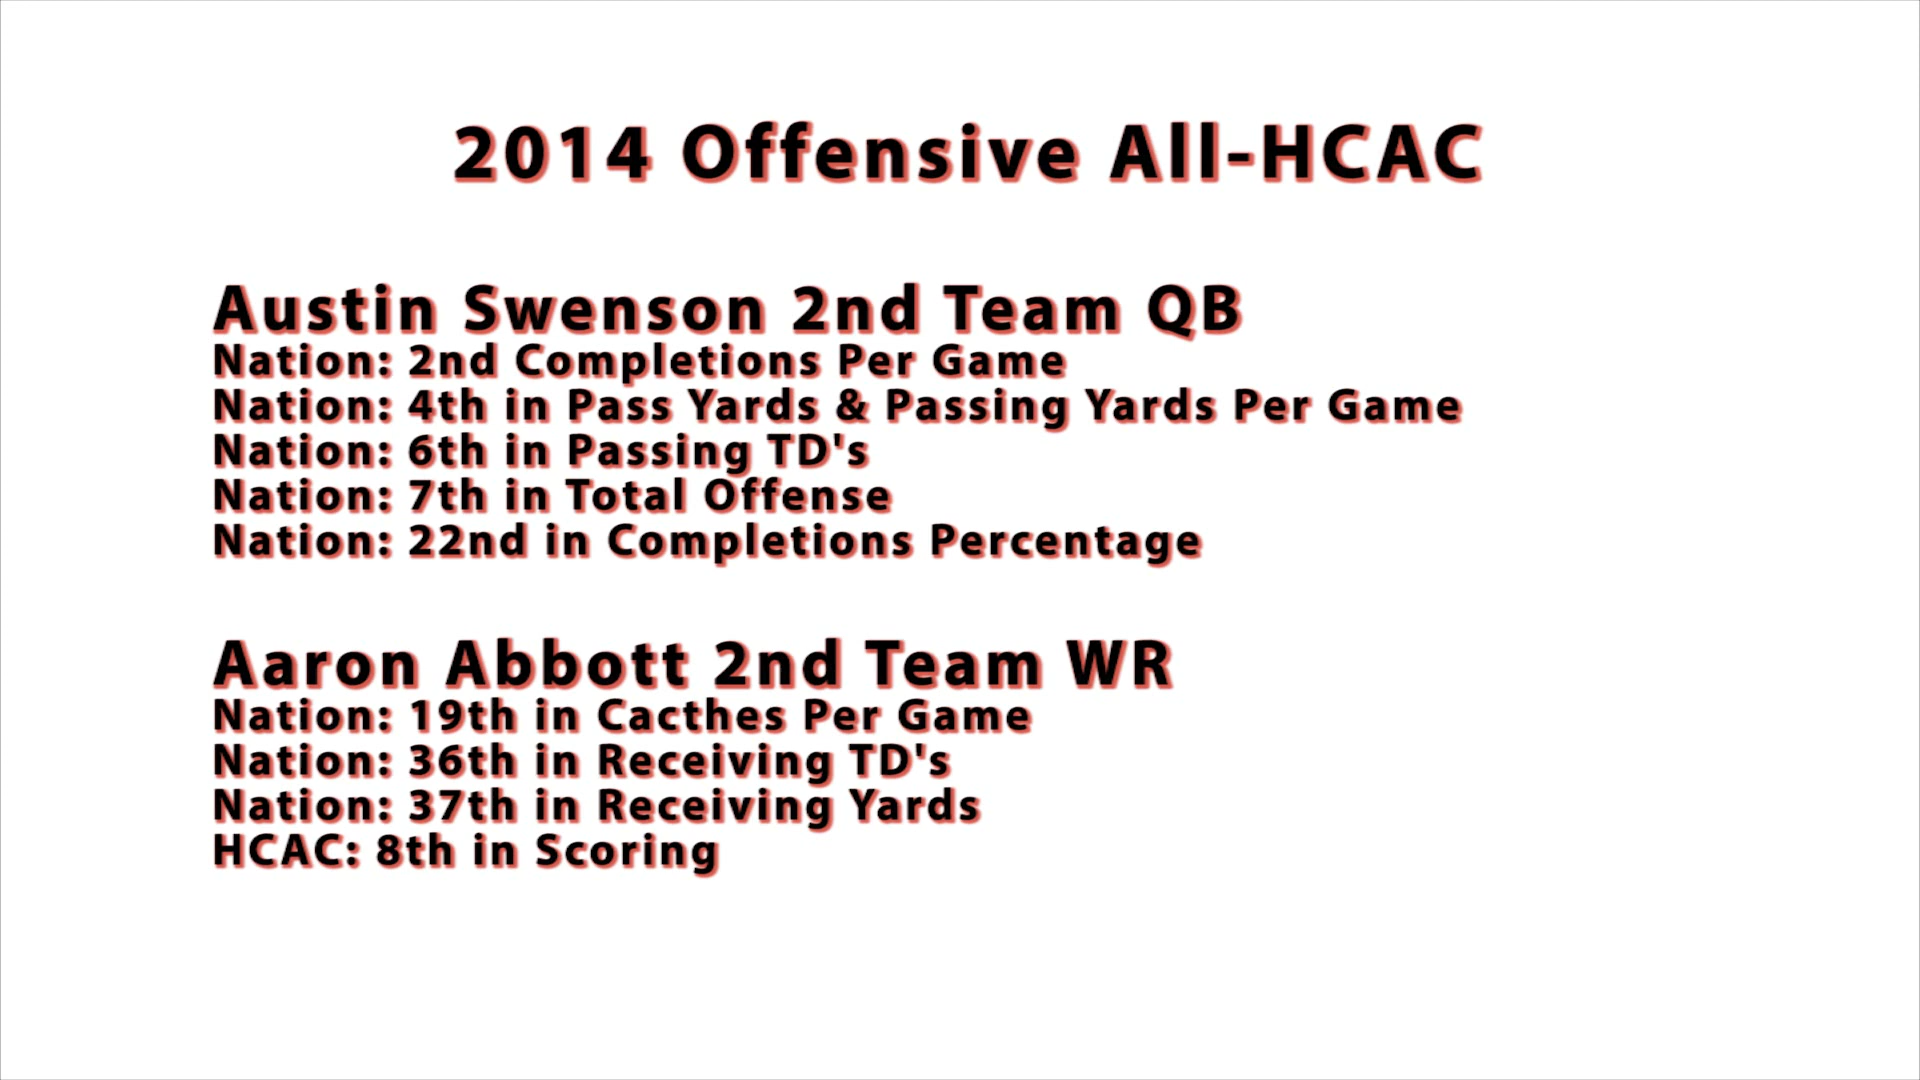 2014 Offensive All-HCAC
Austin Swenson 2nd Team QB
Nation: 2nd Completions Per Game
Nation: 4th in Pass Yards & Passing Yards Per Game
Nation: 6th in Passing TD's
Nation: 7th in Total Offense
Nation: 22nd in Completions Percentage
Aaron Abbott 2nd Team WR
Nation: 19th in Cacthes Per Game
Nation: 36th in Receiving TD's
Nation: 37th in Receiving Yards
HCAC: 8th in Scoring